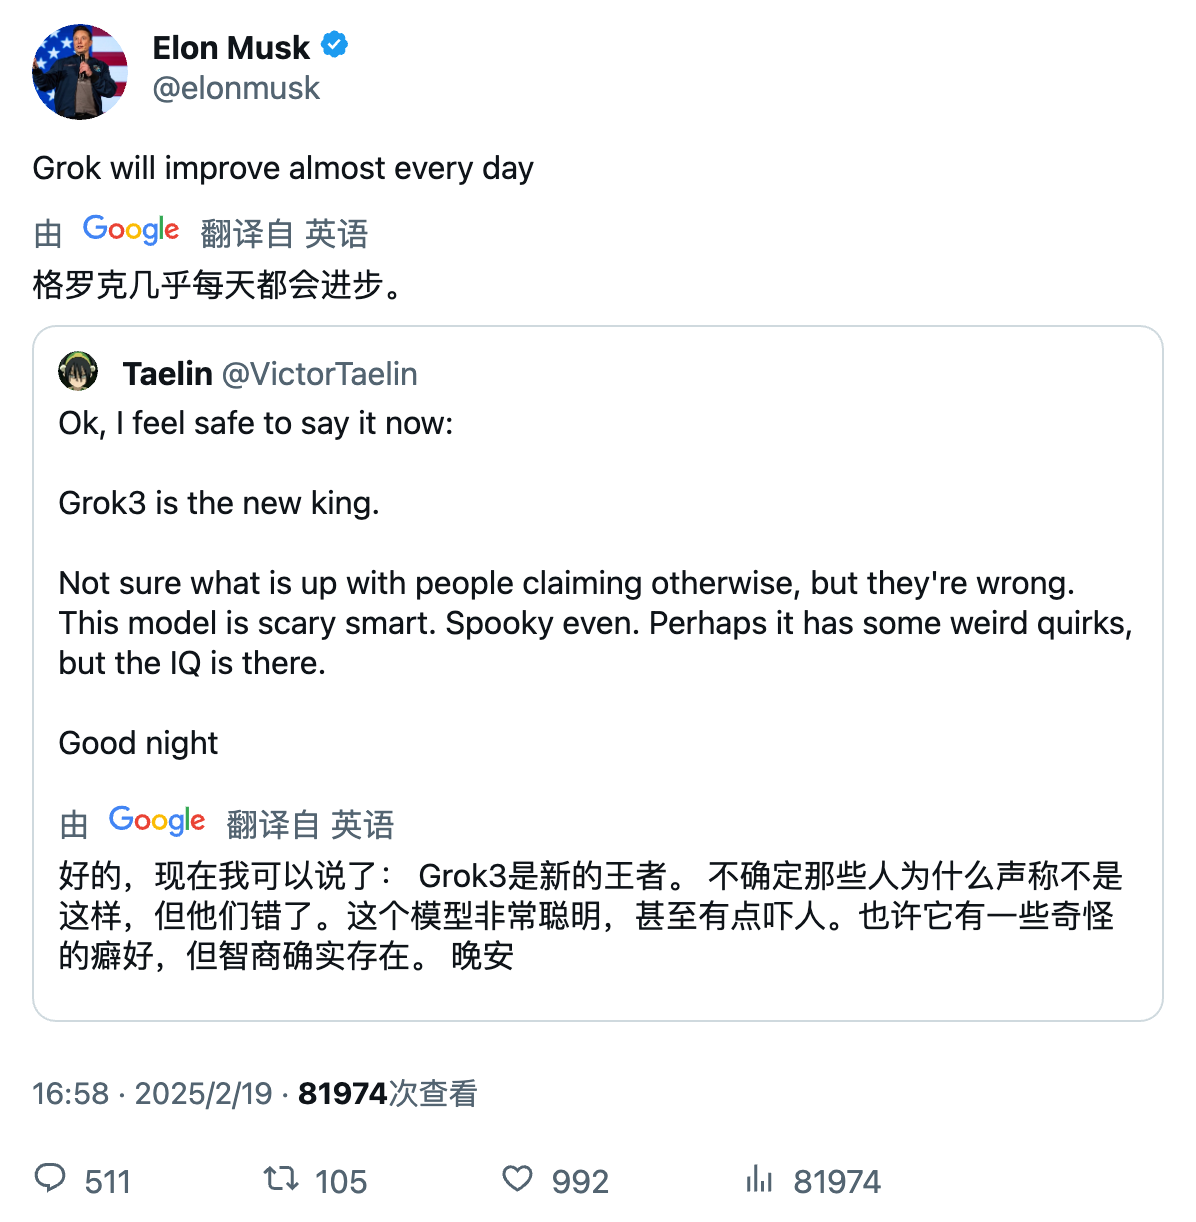 Elon Musk
@elonmusk
Grok will improve almost every day
由 Google 翻译自 英语
格罗克几乎每天都会进步。
Taelin @VictorTaelin
Ok, I feel safe to say it now:
Grok3 is the new king.
Not sure what is up with people claiming otherwise, but they're wrong.
This model is scary smart. Spooky even. Perhaps it has some weird quirks,
but the IQ is there.
Good night
由 Google 翻译自 英语
好的，现在我可以说了： Grok3是新的王者。 不确定那些人为什么声称不是
这样，但他们错了。这个模型非常聪明，甚至有点吓人。也许它有一些奇怪
的癖好，但智商确实存在。 晚安
16:58 · 2025/2/19 · 81974次查看
511 105 992 81974